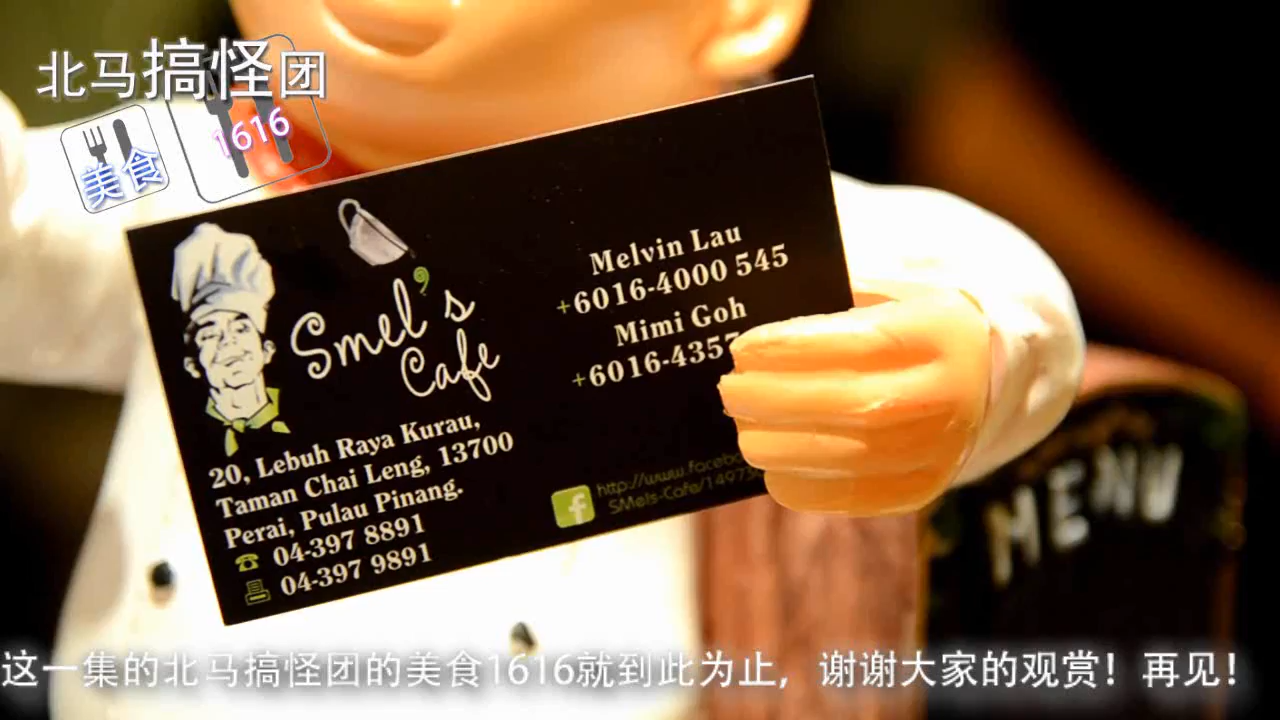 北马搞怪团
美食 1616
Smel's
Cafe
20, Lebuh Raya Kurau,
Taman Chai Leng, 13700
Perai, Pulau Pinang.
04-397 8891
04-397 9891
Melvin Lau
+6016-4000 545
Mimi Goh
+6016-4357
http://www.facebo
SMels-Cafe/1497
MENU
这一集的北马搞怪团的美食1616就到此为止，谢谢大家的观赏！再见！